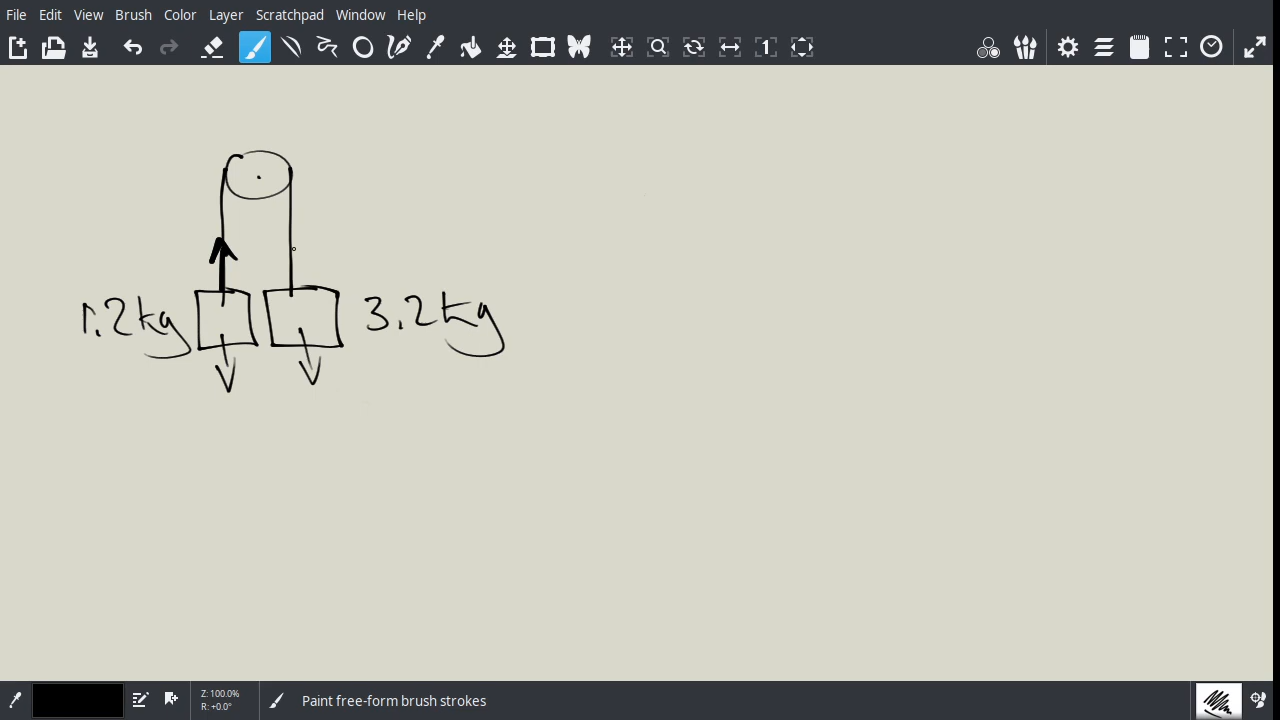 File Edit View Brush Color Layer Scratchpad Window Help
1
1.2kg 3.2kg
Z: 100.0%
R: +0.0°
Paint free-form brush strokes